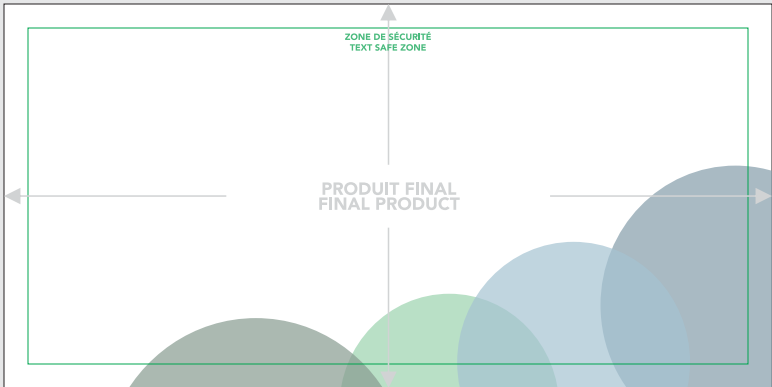 ZONE DE SÉCURITÉ
TEXT SAFE ZONE
PRODUIT FINAL
FINAL PRODUCT